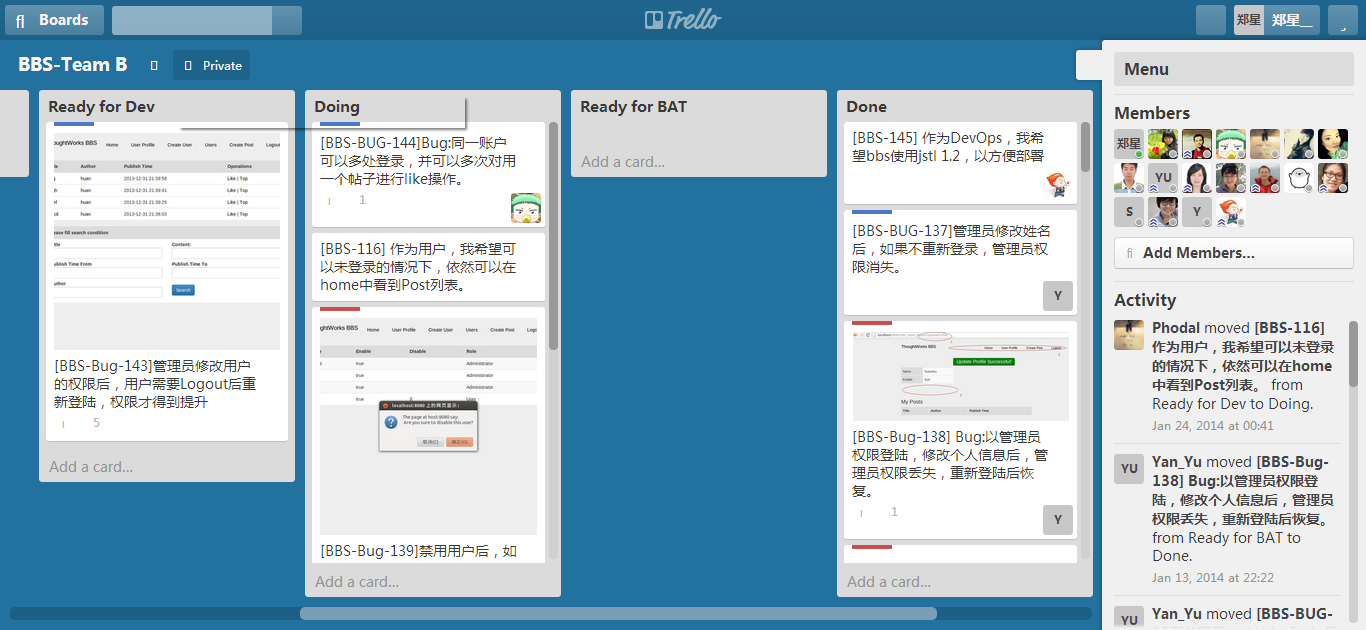 Boards
Trello
郑星
郑星__
BBS-Team B
Private
Ready for Dev
oughtWorks BBS
Home
User Profile
Create User
Users
Create Post
Logout
Author
Publish Time
Operations
huan
2013-12-31 21:39:56
Like | Top
huan
2013-12-31 21:39:41
Like | Top
huan
2013-12-31 21:39:25
Like | Top
huan
2013-12-31 21:38:03
Like | Top
ease fill search condition
Content:
Publish Time To
Search
[BBS-Bug-143]管理员修改用户
的权限后，用户需要Logout后重
新登陆，权限才得到提升
5
Add a card...
Doing
[BBS-BUG-144]Bug:同一账户
可以多处登录，并可以多次对用
一个帖子进行like操作。
1
[BBS-116] 作为用户，我希望可
以未登录的情况下，依然可以在
home中看到Post列表。
ughtWorks BBS
Home
User Profile
Create User
Users
Create Post
Enable
Disable
Role
true
Administrator
true
Administrator
true
Administrator
true
User
localhost:8080 上的网页显示:
The page at host:8080 say:
Are you sure to disable this user?
取消(C)
确定(O)
[BBS-Bug-139]禁用用户后，如
Add a card...
Ready for BAT
Add a card...
Done
[BBS-145] 作为DevOps，我希
望bbs使用jstl 1.2，以方便部署
[BBS-BUG-137]管理员修改姓名
后，如果不重新登录，管理员权
限消失。
Y
ThoughtWorks BBS
Home
User Profile
Create Post
Logout
Update Profile Successful!
Name
Enable
true
My Posts
Title
Author
Publish Time
[BBS-Bug-138] Bug:以管理员
权限登陆，修改个人信息后，管
理员权限丢失，重新登陆后恢
复。
1
Y
Add a card...
Menu
Members
郑星
YU
S
Y
Add Members...
Activity
Phodal moved [BBS-116]
作为用户，我希望可以未登录
的情况下，依然可以在home
中看到Post列表。 from
Ready for Dev to Doing.
Jan 24, 2014 at 00:41
YU
Yan_Yu moved [BBS-Bug-
138] Bug:以管理员权限登
陆，修改个人信息后，管理员
权限丢失，重新登陆后恢复。
from Ready for BAT to
Done.
Jan 13, 2014 at 22:22
YU
Yan_Yu moved [BBS-BUG-